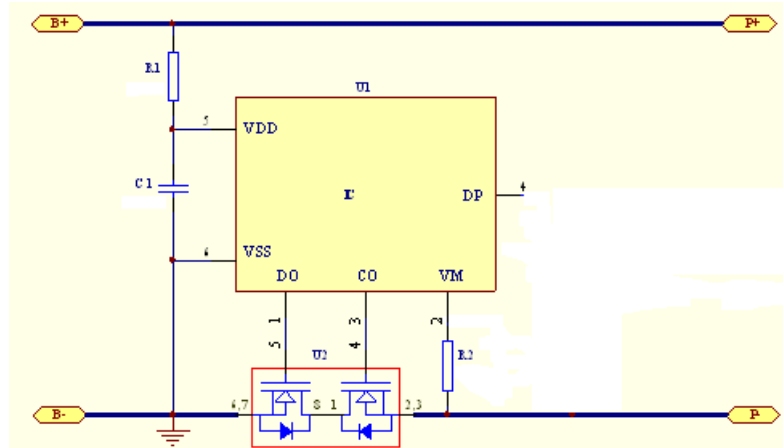 B+
P+
R1
U1
5
VDD
C1
DP
4
6
VSS
DO
CO
VM
1
3
2
5
4
U2
R2
6,7
8
1
2,3
B-
P-